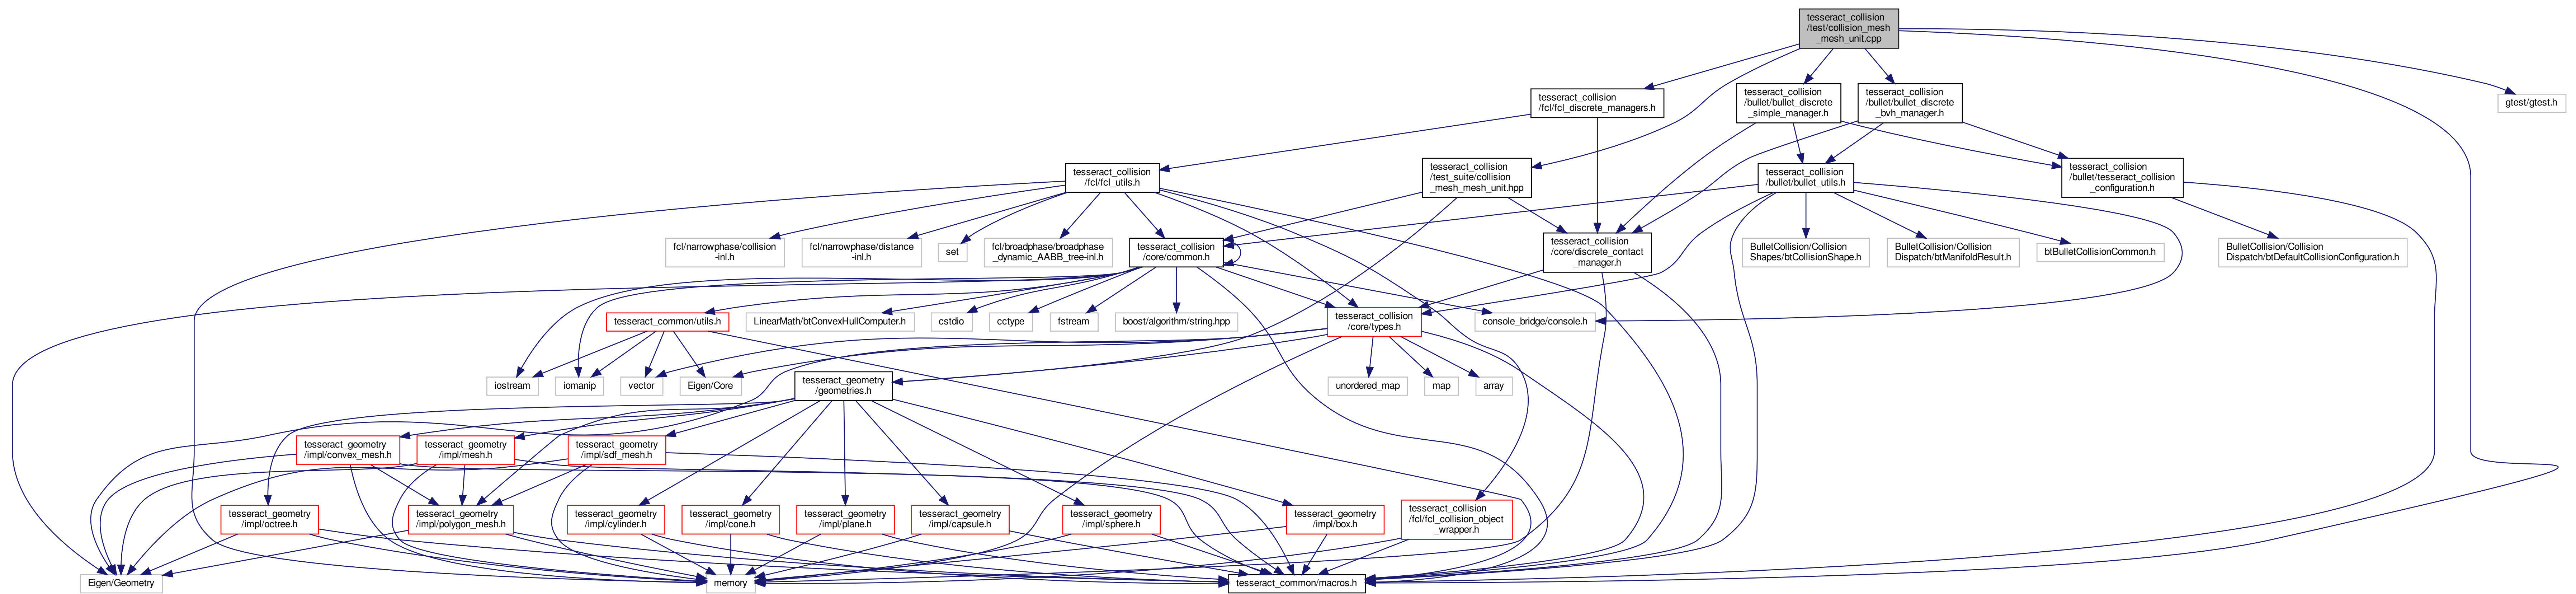 tesseract_collision
/test/collision_mesh
_mesh_unit.cpp
tesseract_collision
/fcl/fcl_discrete_managers.h
tesseract_collision
/bullet/bullet_discrete
_simple_manager.h
tesseract_collision
/bullet/bullet_discrete
_bvh_manager.h
gtest/gtest.h
tesseract_collision
/fcl/fcl_utils.h
tesseract_collision
/test_suite/collision
_mesh_mesh_unit.hpp
tesseract_collision
/bullet/bullet_utils.h
tesseract_collision
/bullet/tesseract_collision
_configuration.h
fcl/narrowphase/collision
-inl.h
fcl/narrowphase/distance
-inl.h
set
fcl/broadphase/broadphase
_dynamic_AABB_tree-inl.h
tesseract_collision
/core/common.h
tesseract_collision
/core/discrete_contact
_manager.h
BulletCollision/Collision
Shapes/btCollisionShape.h
BulletCollision/Collision
Dispatch/btManifoldResult.h
btBulletCollisionCommon.h
BulletCollision/Collision
Dispatch/btDefaultCollisionConfiguration.h
tesseract_common/utils.h
LinearMath/btConvexHullComputer.h
cstdio
cctype
fstream
boost/algorithm/string.hpp
tesseract_collision
/core/types.h
console_bridge/console.h
iostream
iomanip
vector
Eigen/Core
tesseract_geometry
/geometries.h
unordered_map
map
array
tesseract_geometry
/impl/convex_mesh.h
tesseract_geometry
/impl/mesh.h
tesseract_geometry
/impl/sdf_mesh.h
tesseract_geometry
/impl/octree.h
tesseract_geometry
/impl/polygon_mesh.h
tesseract_geometry
/impl/cylinder.h
tesseract_geometry
/impl/cone.h
tesseract_geometry
/impl/plane.h
tesseract_geometry
/impl/capsule.h
tesseract_geometry
/impl/sphere.h
tesseract_geometry
/impl/box.h
tesseract_collision
/fcl/fcl_collision_object
_wrapper.h
Eigen/Geometry
memory
tesseract_common/macros.h